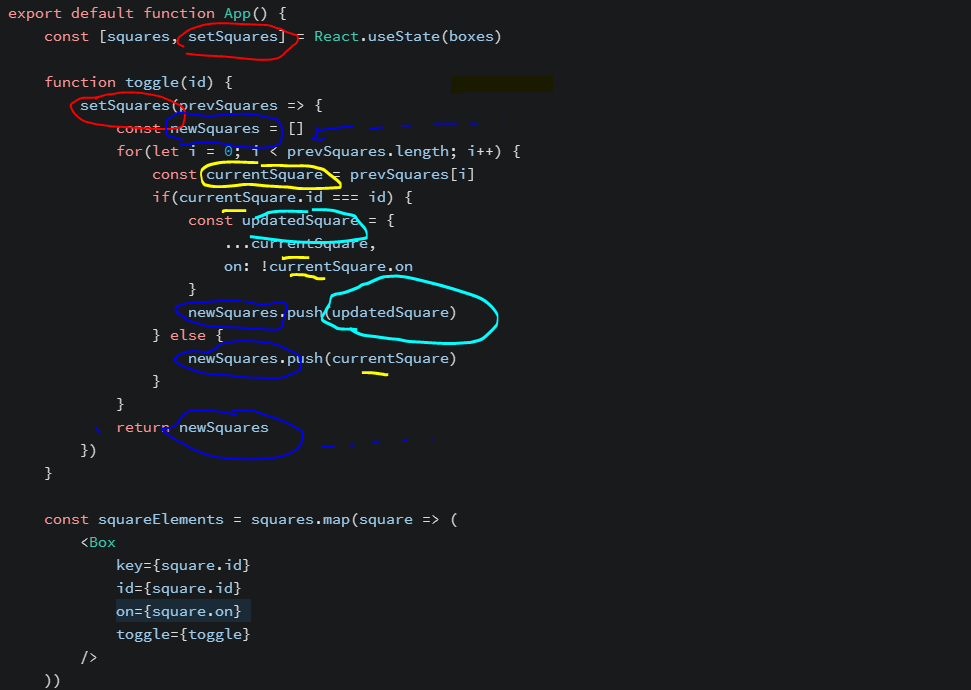 export default function App() {
    const [squares, setSquares] = React.useState(boxes)
    function toggle(id) {
        setSquares(prevSquares => {
            const newSquares = []
            for(let i = 0; i < prevSquares.length; i++) {
                const currentSquare = prevSquares[i]
                if(currentSquare.id === id) {
                    const updatedSquare = {
                        ...currentSquare,
                        on: !currentSquare.on
                    }
                    newSquares.push(updatedSquare)
                } else {
                    newSquares.push(currentSquare)
                }
            }
            return newSquares
        })
    }
    const squareElements = squares.map(square => (
        <Box
            key={square.id}
            id={square.id}
            on={square.on}
            toggle={toggle}
        />
    ))